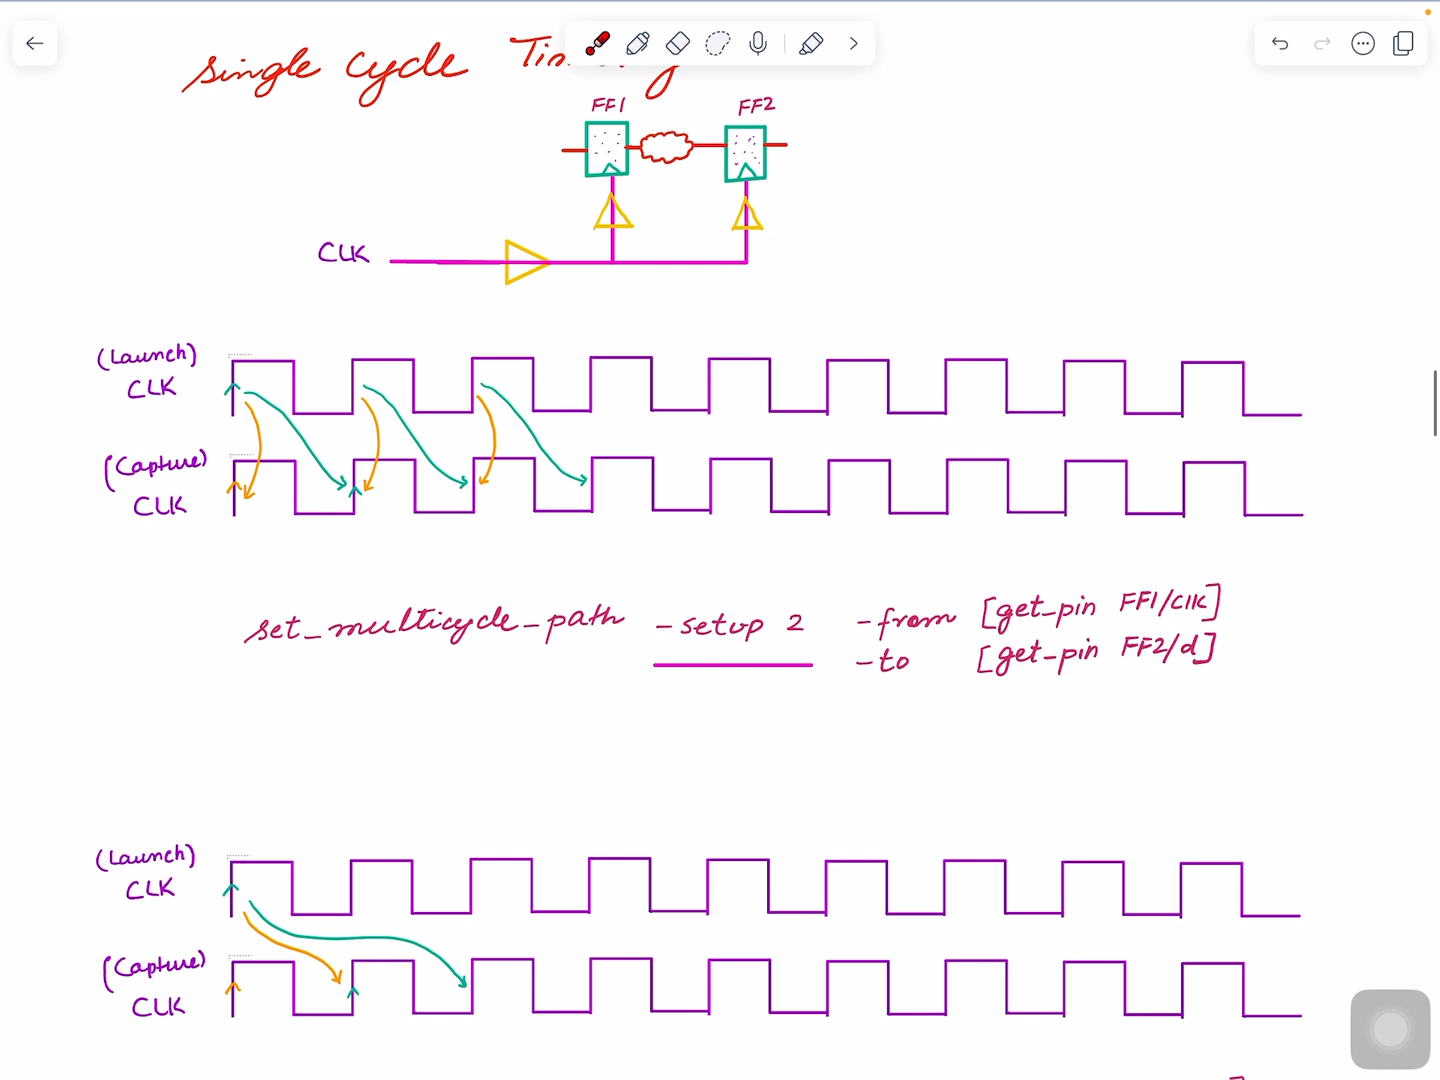 single cycle
FF1 FF2
CLK
(Launch)
CLK
(Capture)
CLK
set_multicycle_path -setup 2 -from [get_pin FF1/clk]
-to [get_pin FF2/d]
(Launch)
CLK
(Capture)
CLK